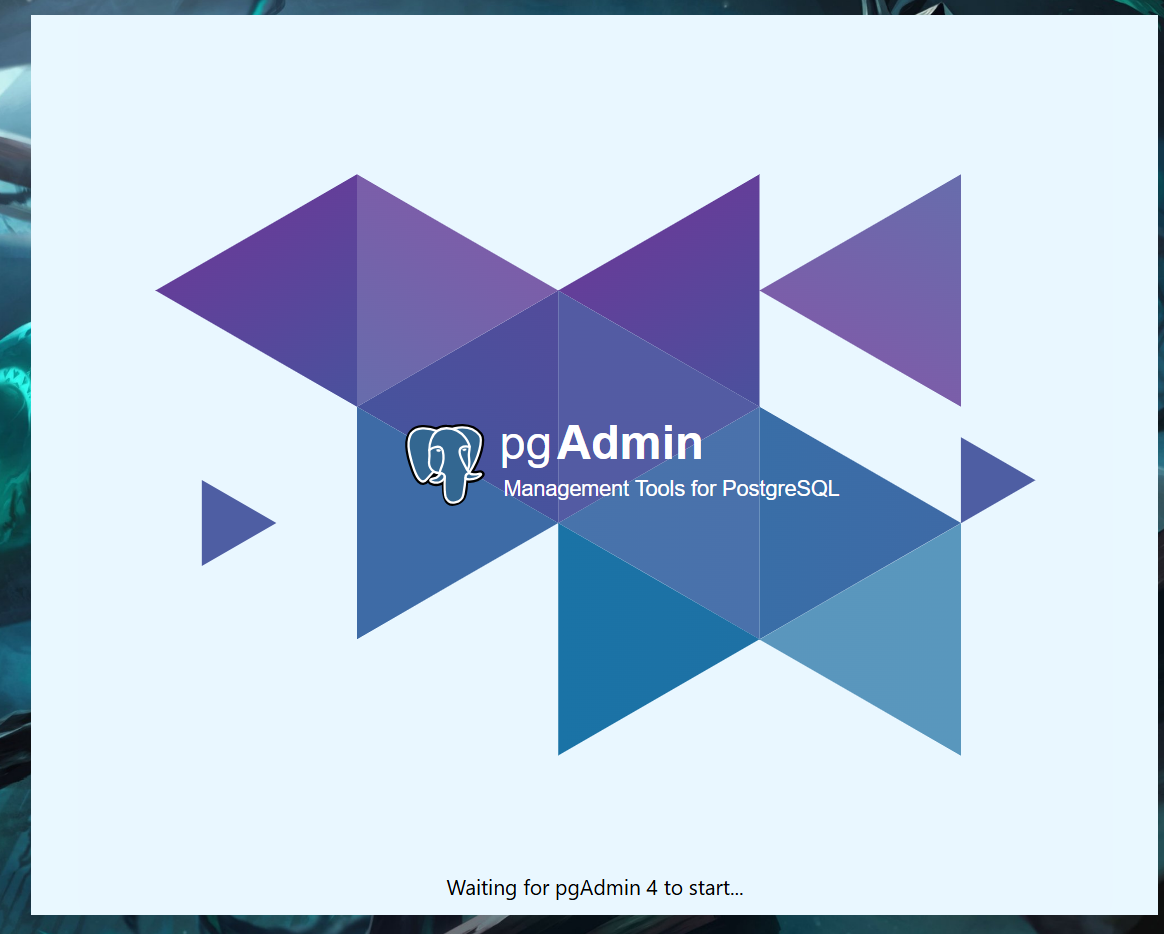 pgAdmin
Management Tools for PostgreSQL
Waiting for pgAdmin 4 to start...